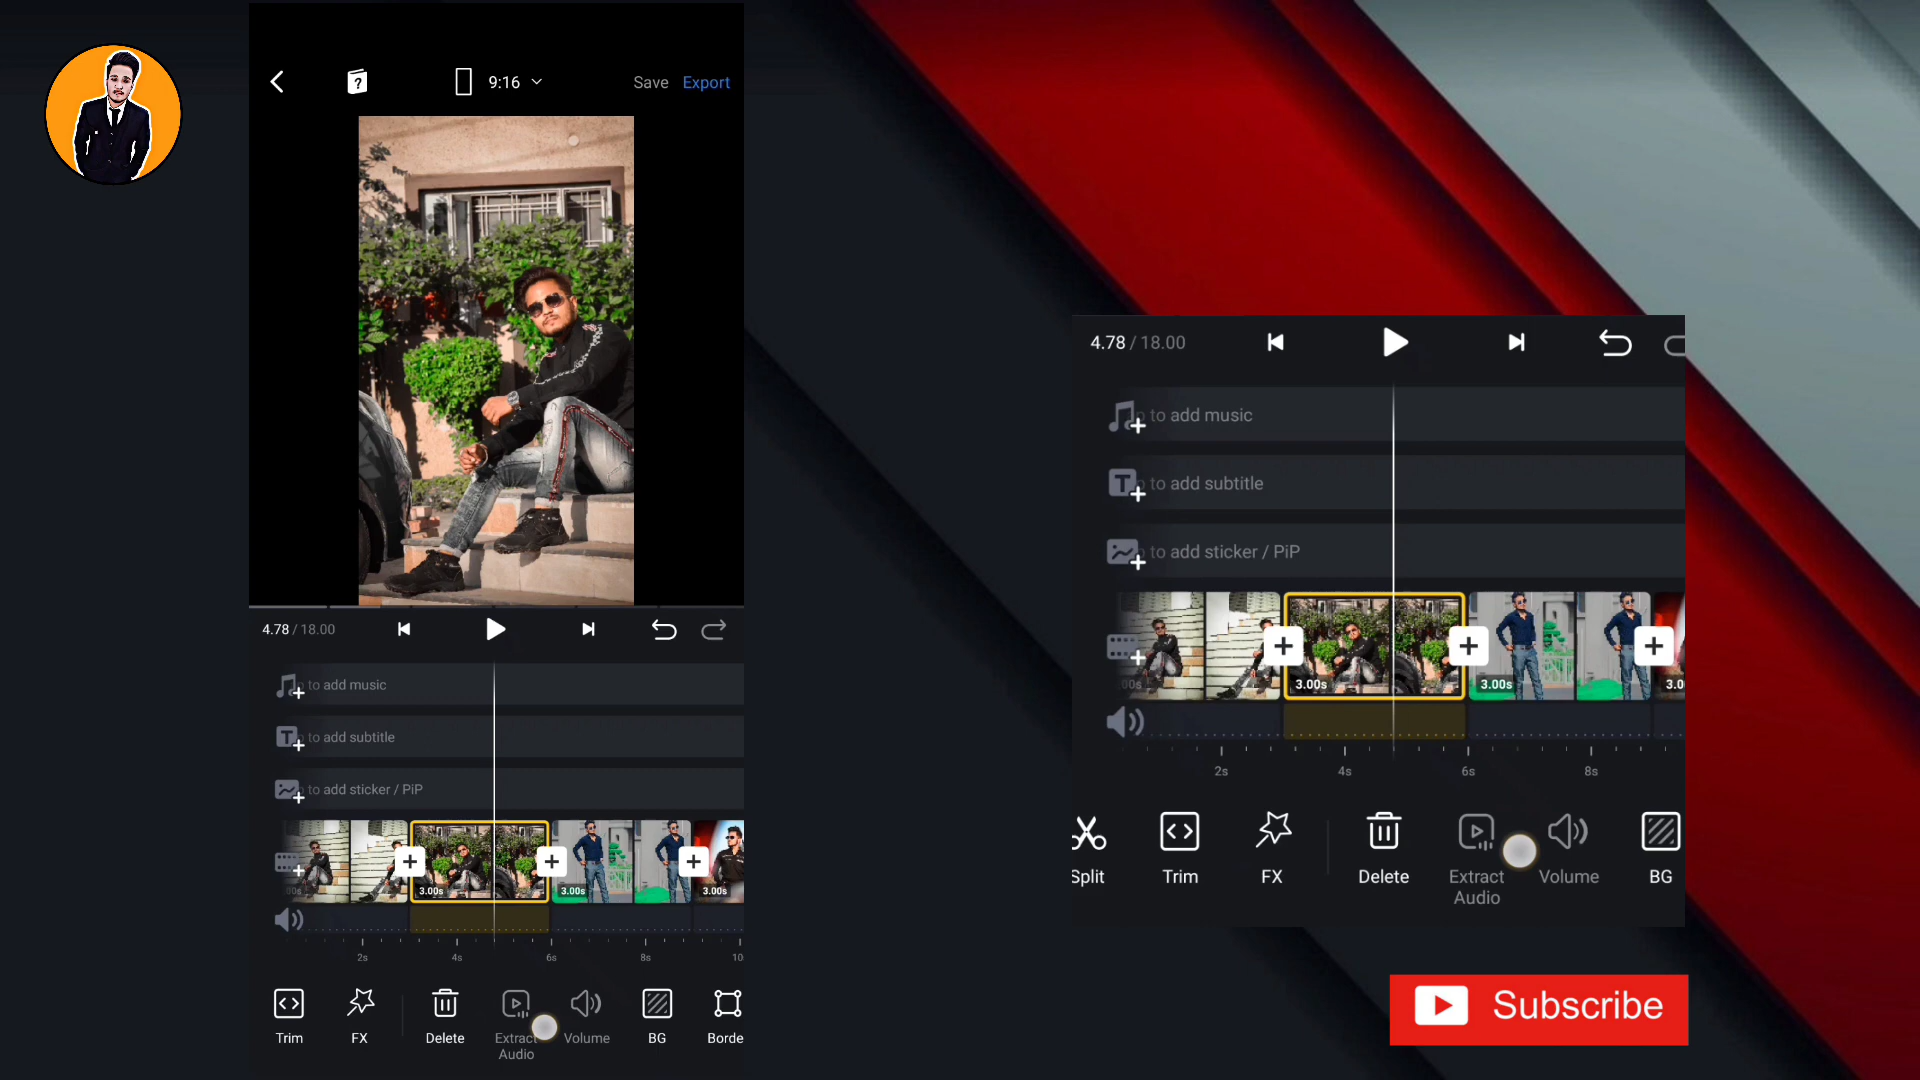 9:16
Save Export
4.78 / 18.00
to add music
to add subtitle
to add sticker / PiP
3.00s 3.00s 3.00s
2s 4s 6s 8s 10
Trim FX Delete Extract Audio Volume BG Borde
4.78 / 18.00
to add music
to add subtitle
to add sticker / PiP
00s 3.00s 3.00s 3.0
2s 4s 6s 8s
Split Trim FX Delete Extract Audio Volume BG
Subscribe